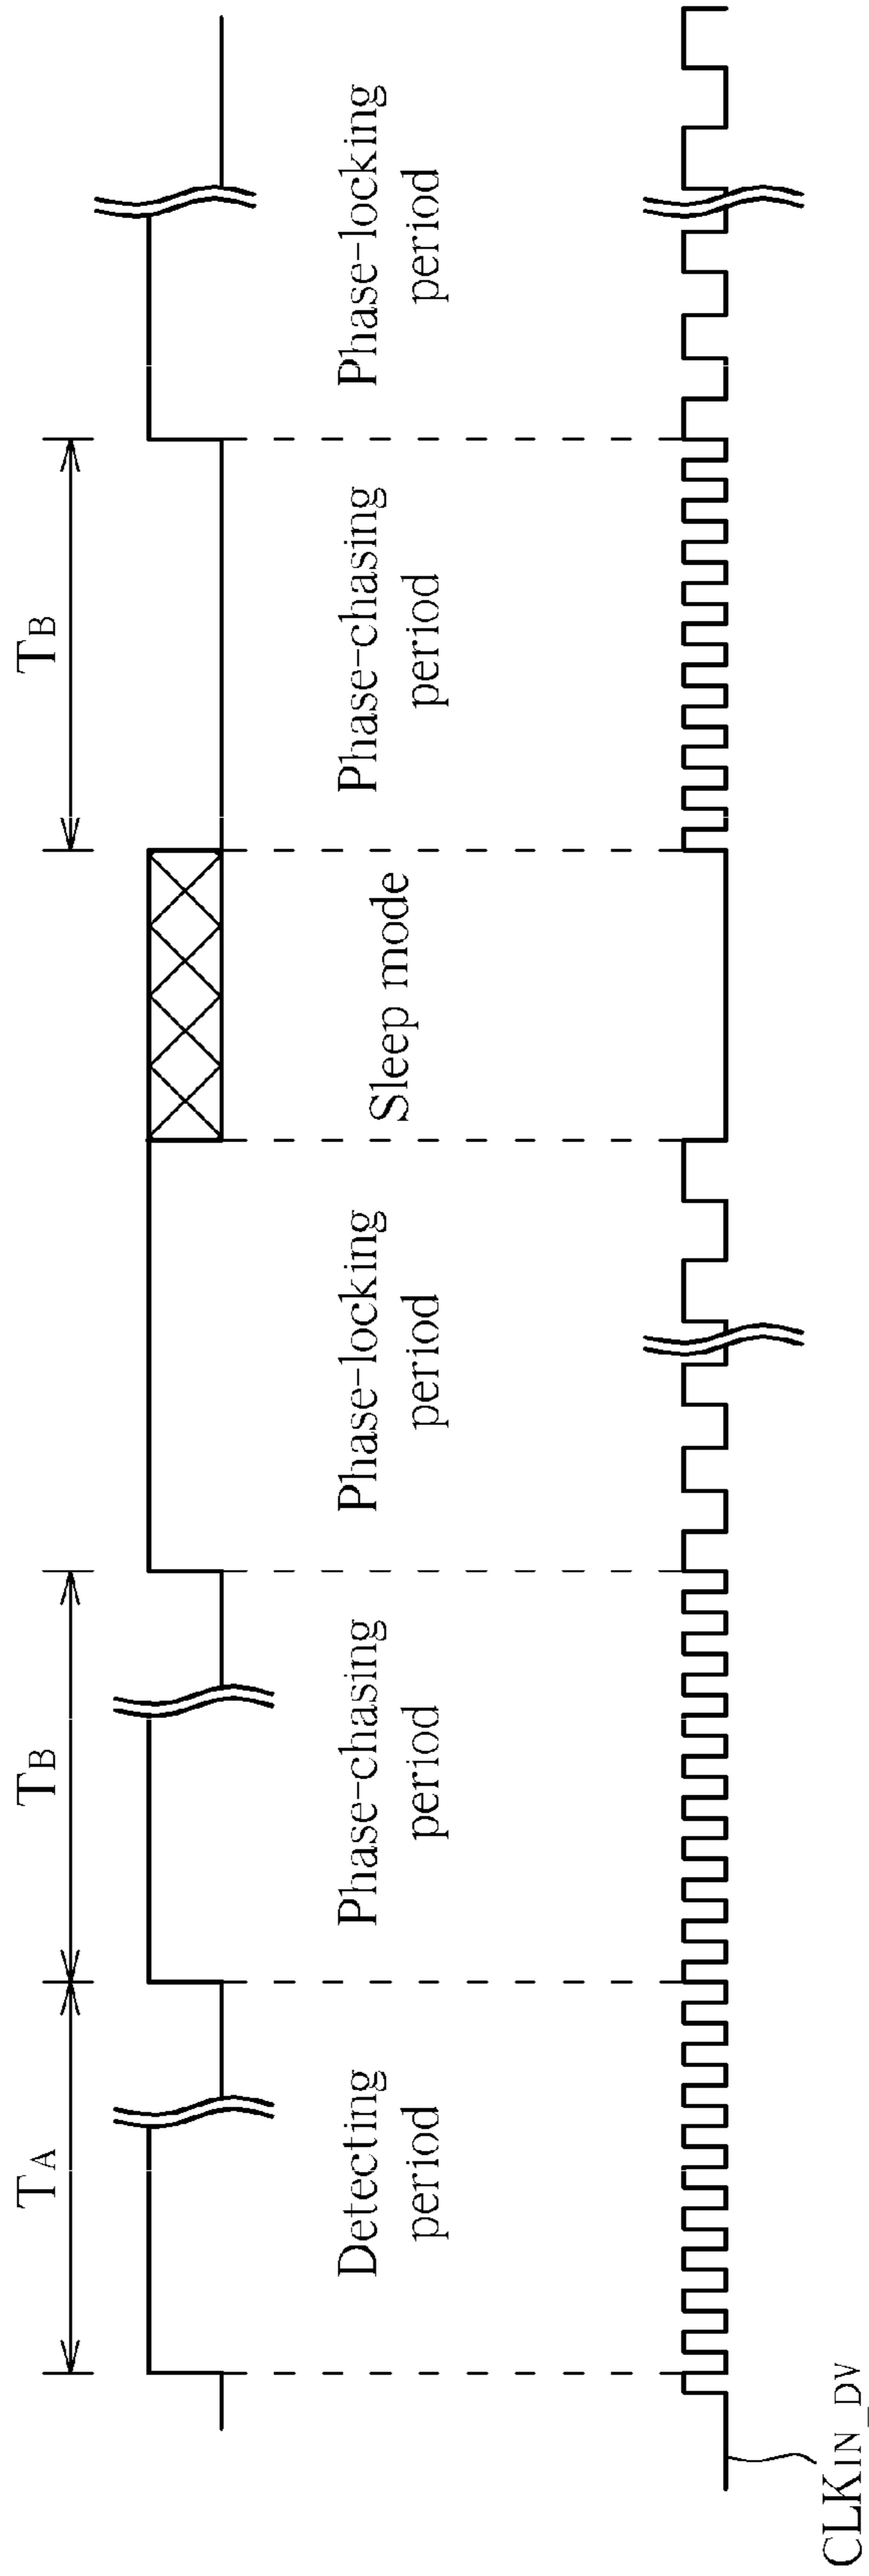 TA
TB
TB
Detecting
period
Phase-chasing
period
Phase-locking
period
Sleep mode
Phase-chasing
period
Phase-locking
period
CLKIN_DV